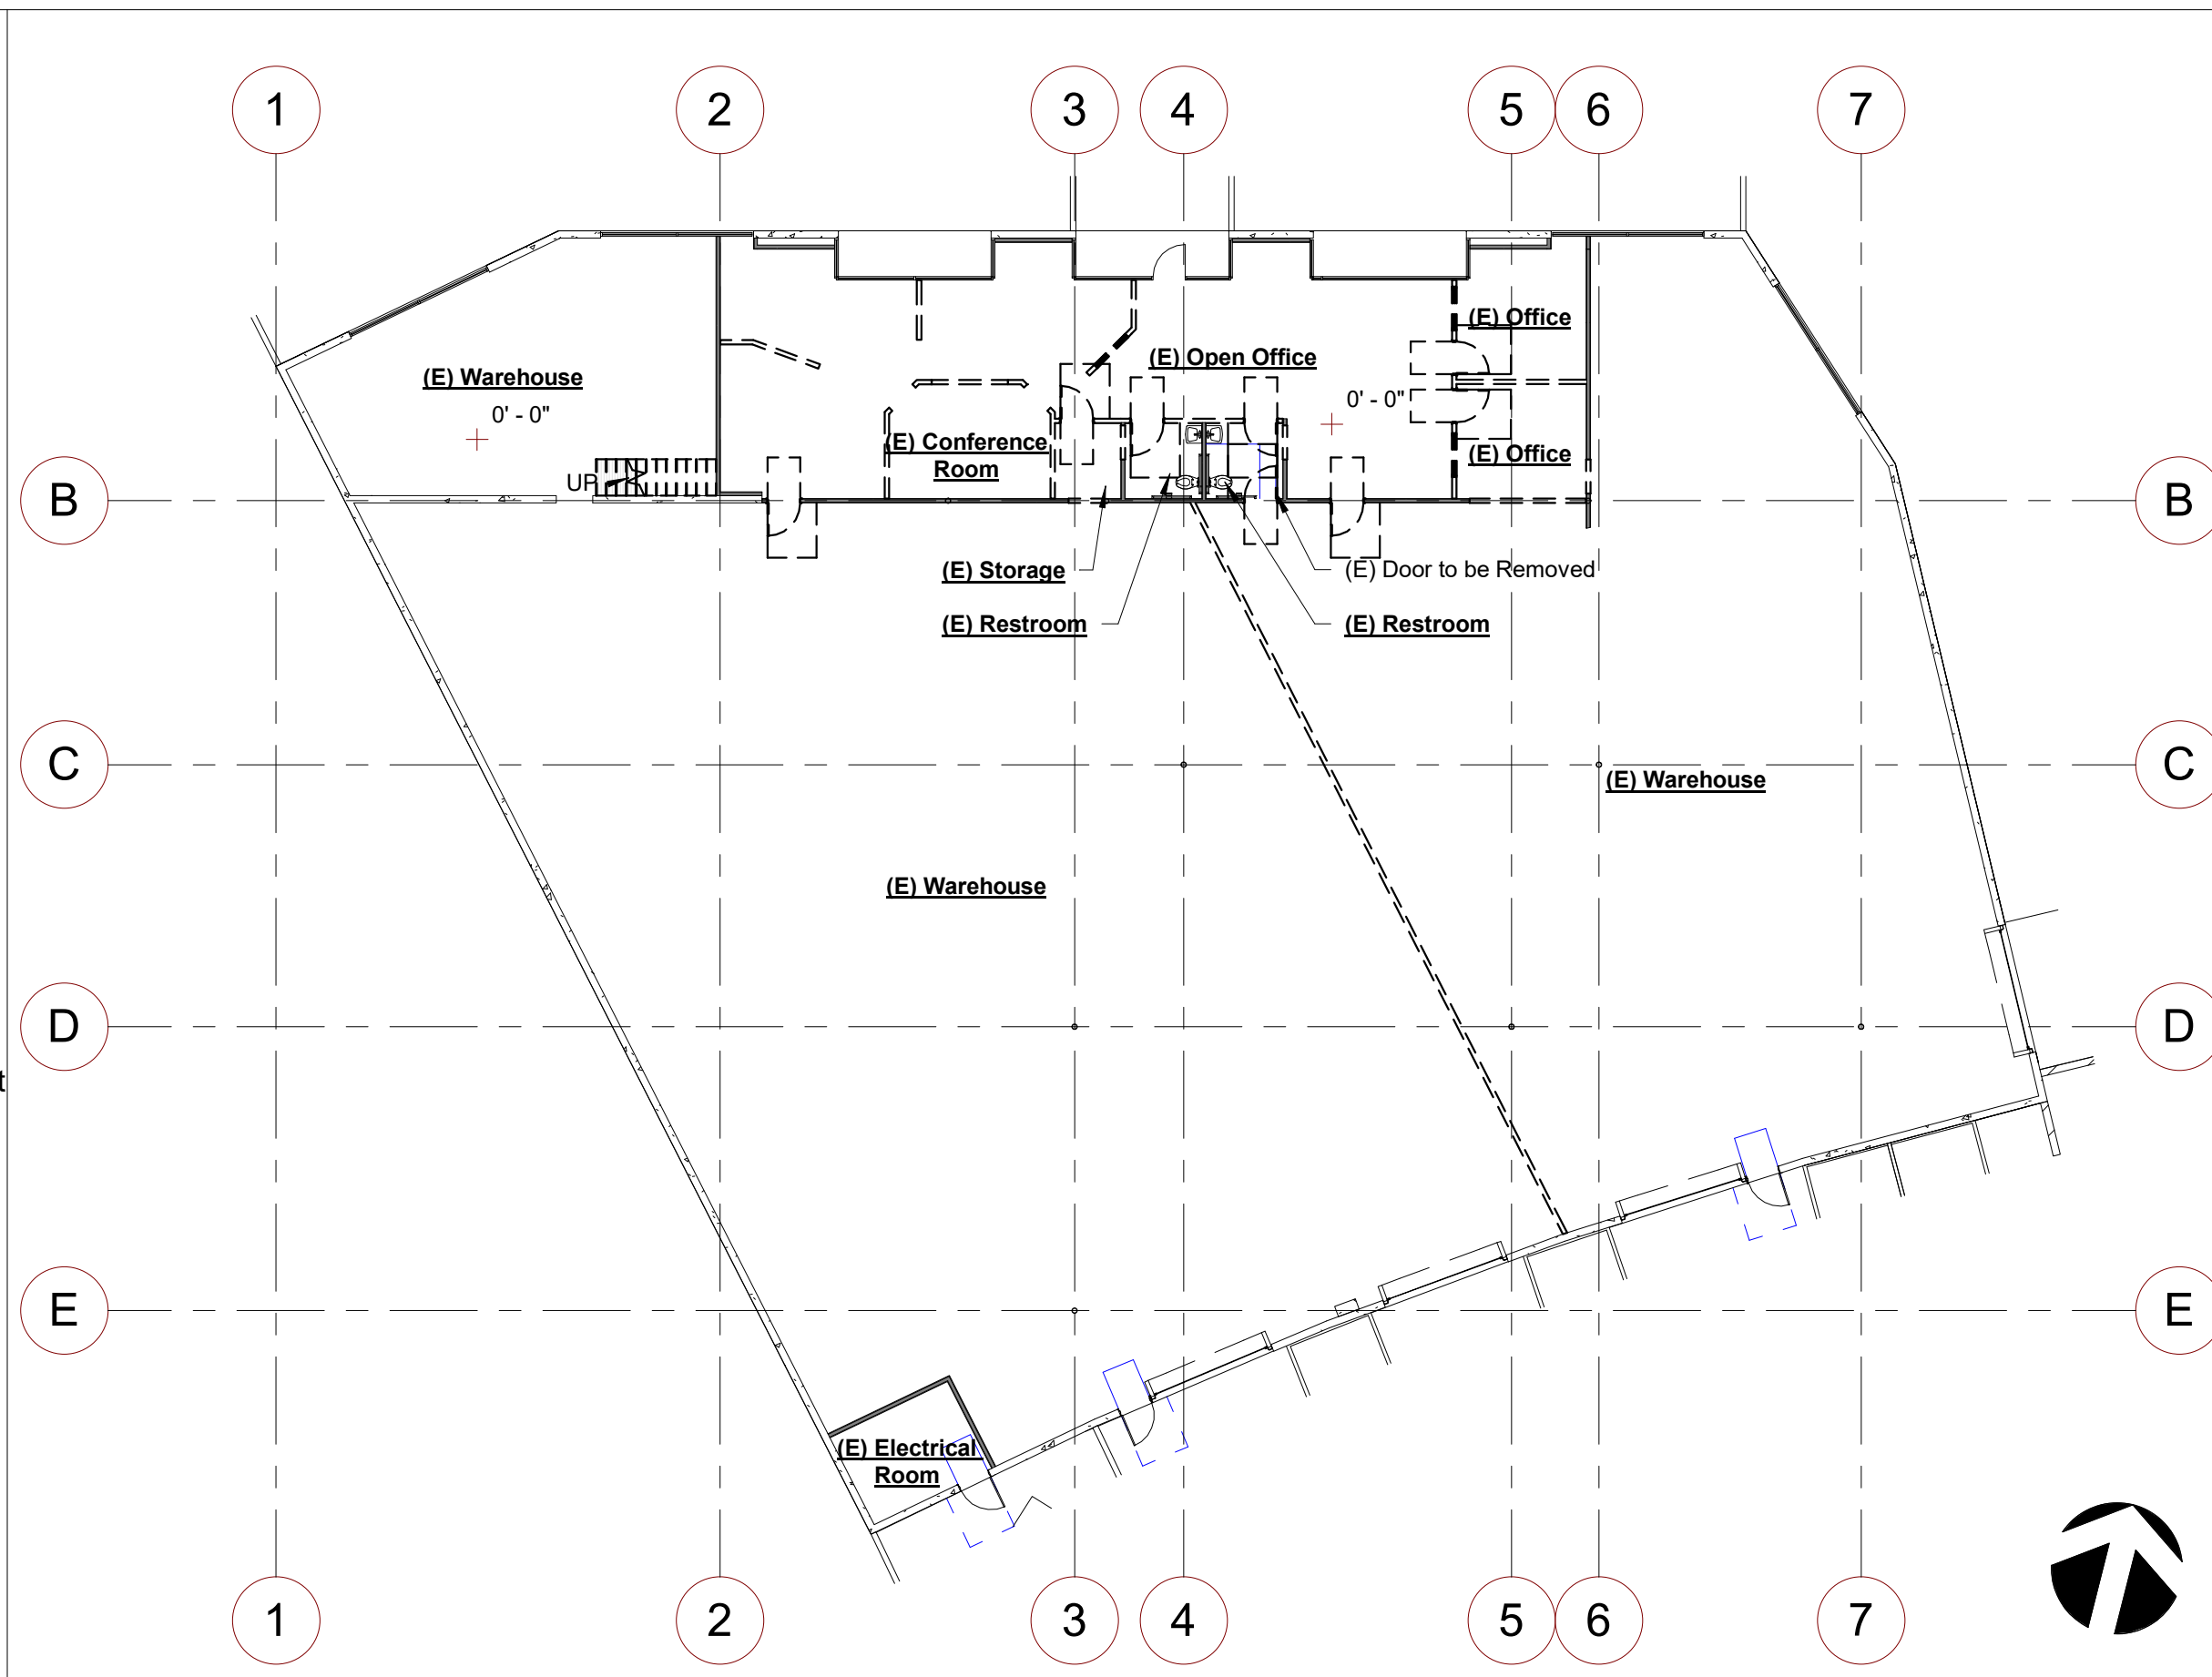 1 2 3 4 5 6 7
(E) Office
(E) Open Office
(E) Warehouse
0' - 0"
0' - 0"
(E) Conference
Room
(E) Office
UP
B B
(E) Storage
(E) Door to be Removed
(E) Restroom
(E) Restroom
C C
(E) Warehouse
(E) Warehouse
D D
t
E E
(E) Electrical
Room
1 2 3 4 5 6 7